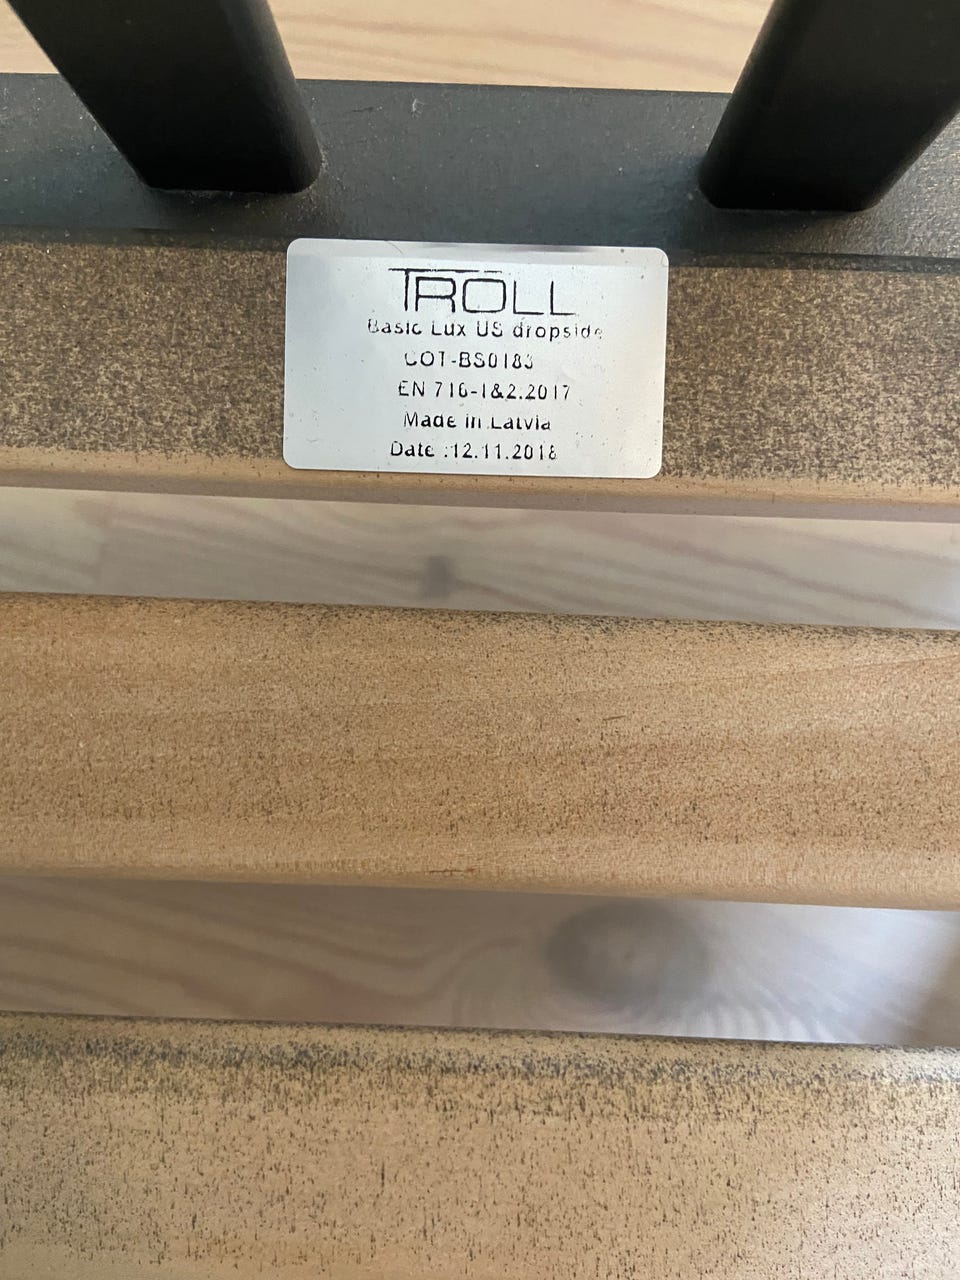 TROLL
Basic Lux US dropside
COT-BS0183
EN 716-1&2.2017
Made in Latvia
Date :12.11.2018